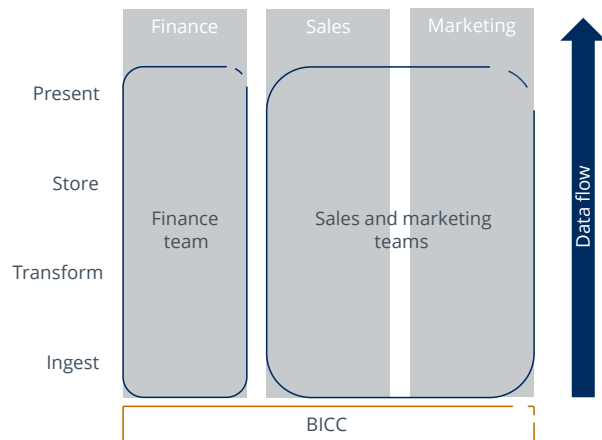 Finance
Sales
Marketing
Present
Store
Transform
Ingest
Finance
team
Sales and marketing
teams
Data flow
BICC